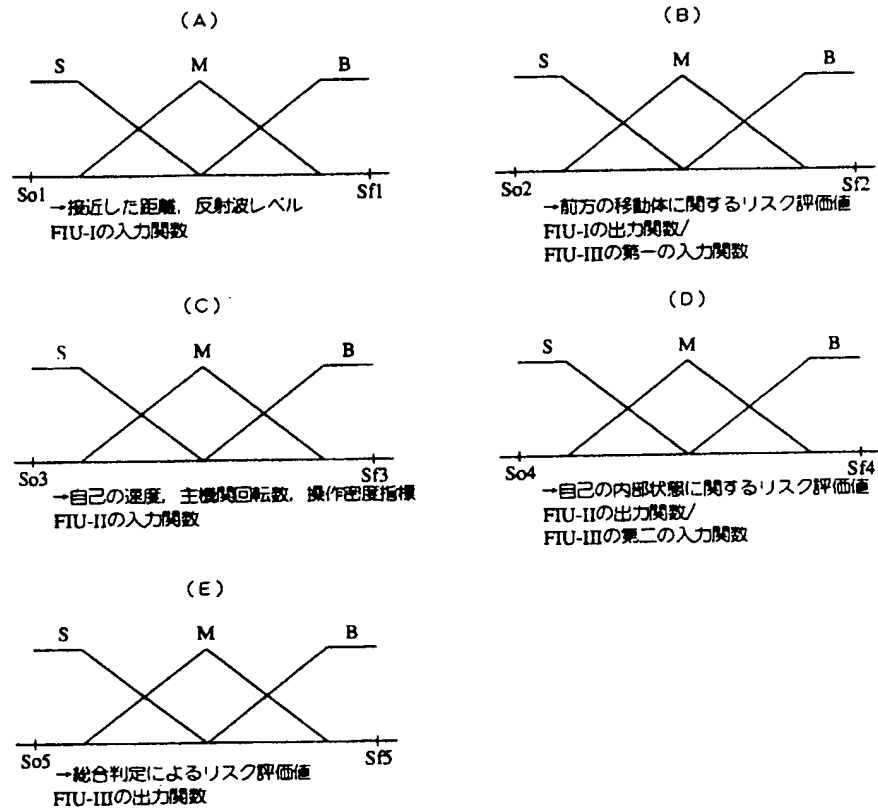 (A)
S M B
So1 Sf1
→接近した距離, 反射波レベル
FIU-Iの入力関数
(B)
S M B
So2 Sf2
→前方の移動体に関するリスク評価値
FIU-Iの出力関数/
FIU-IIIの第一の入力関数
(C)
S M B
So3 Sf3
→自己の速度, 主機関回転数, 操作密度指標
FIU-IIの入力関数
(D)
S M B
So4 Sf4
→自己の内部状態に関するリスク評価値
FIU-IIの出力関数/
FIU-IIIの第二の入力関数
(E)
S M B
So5 Sf5
→総合判定によるリスク評価値
FIU-IIIの出力関数